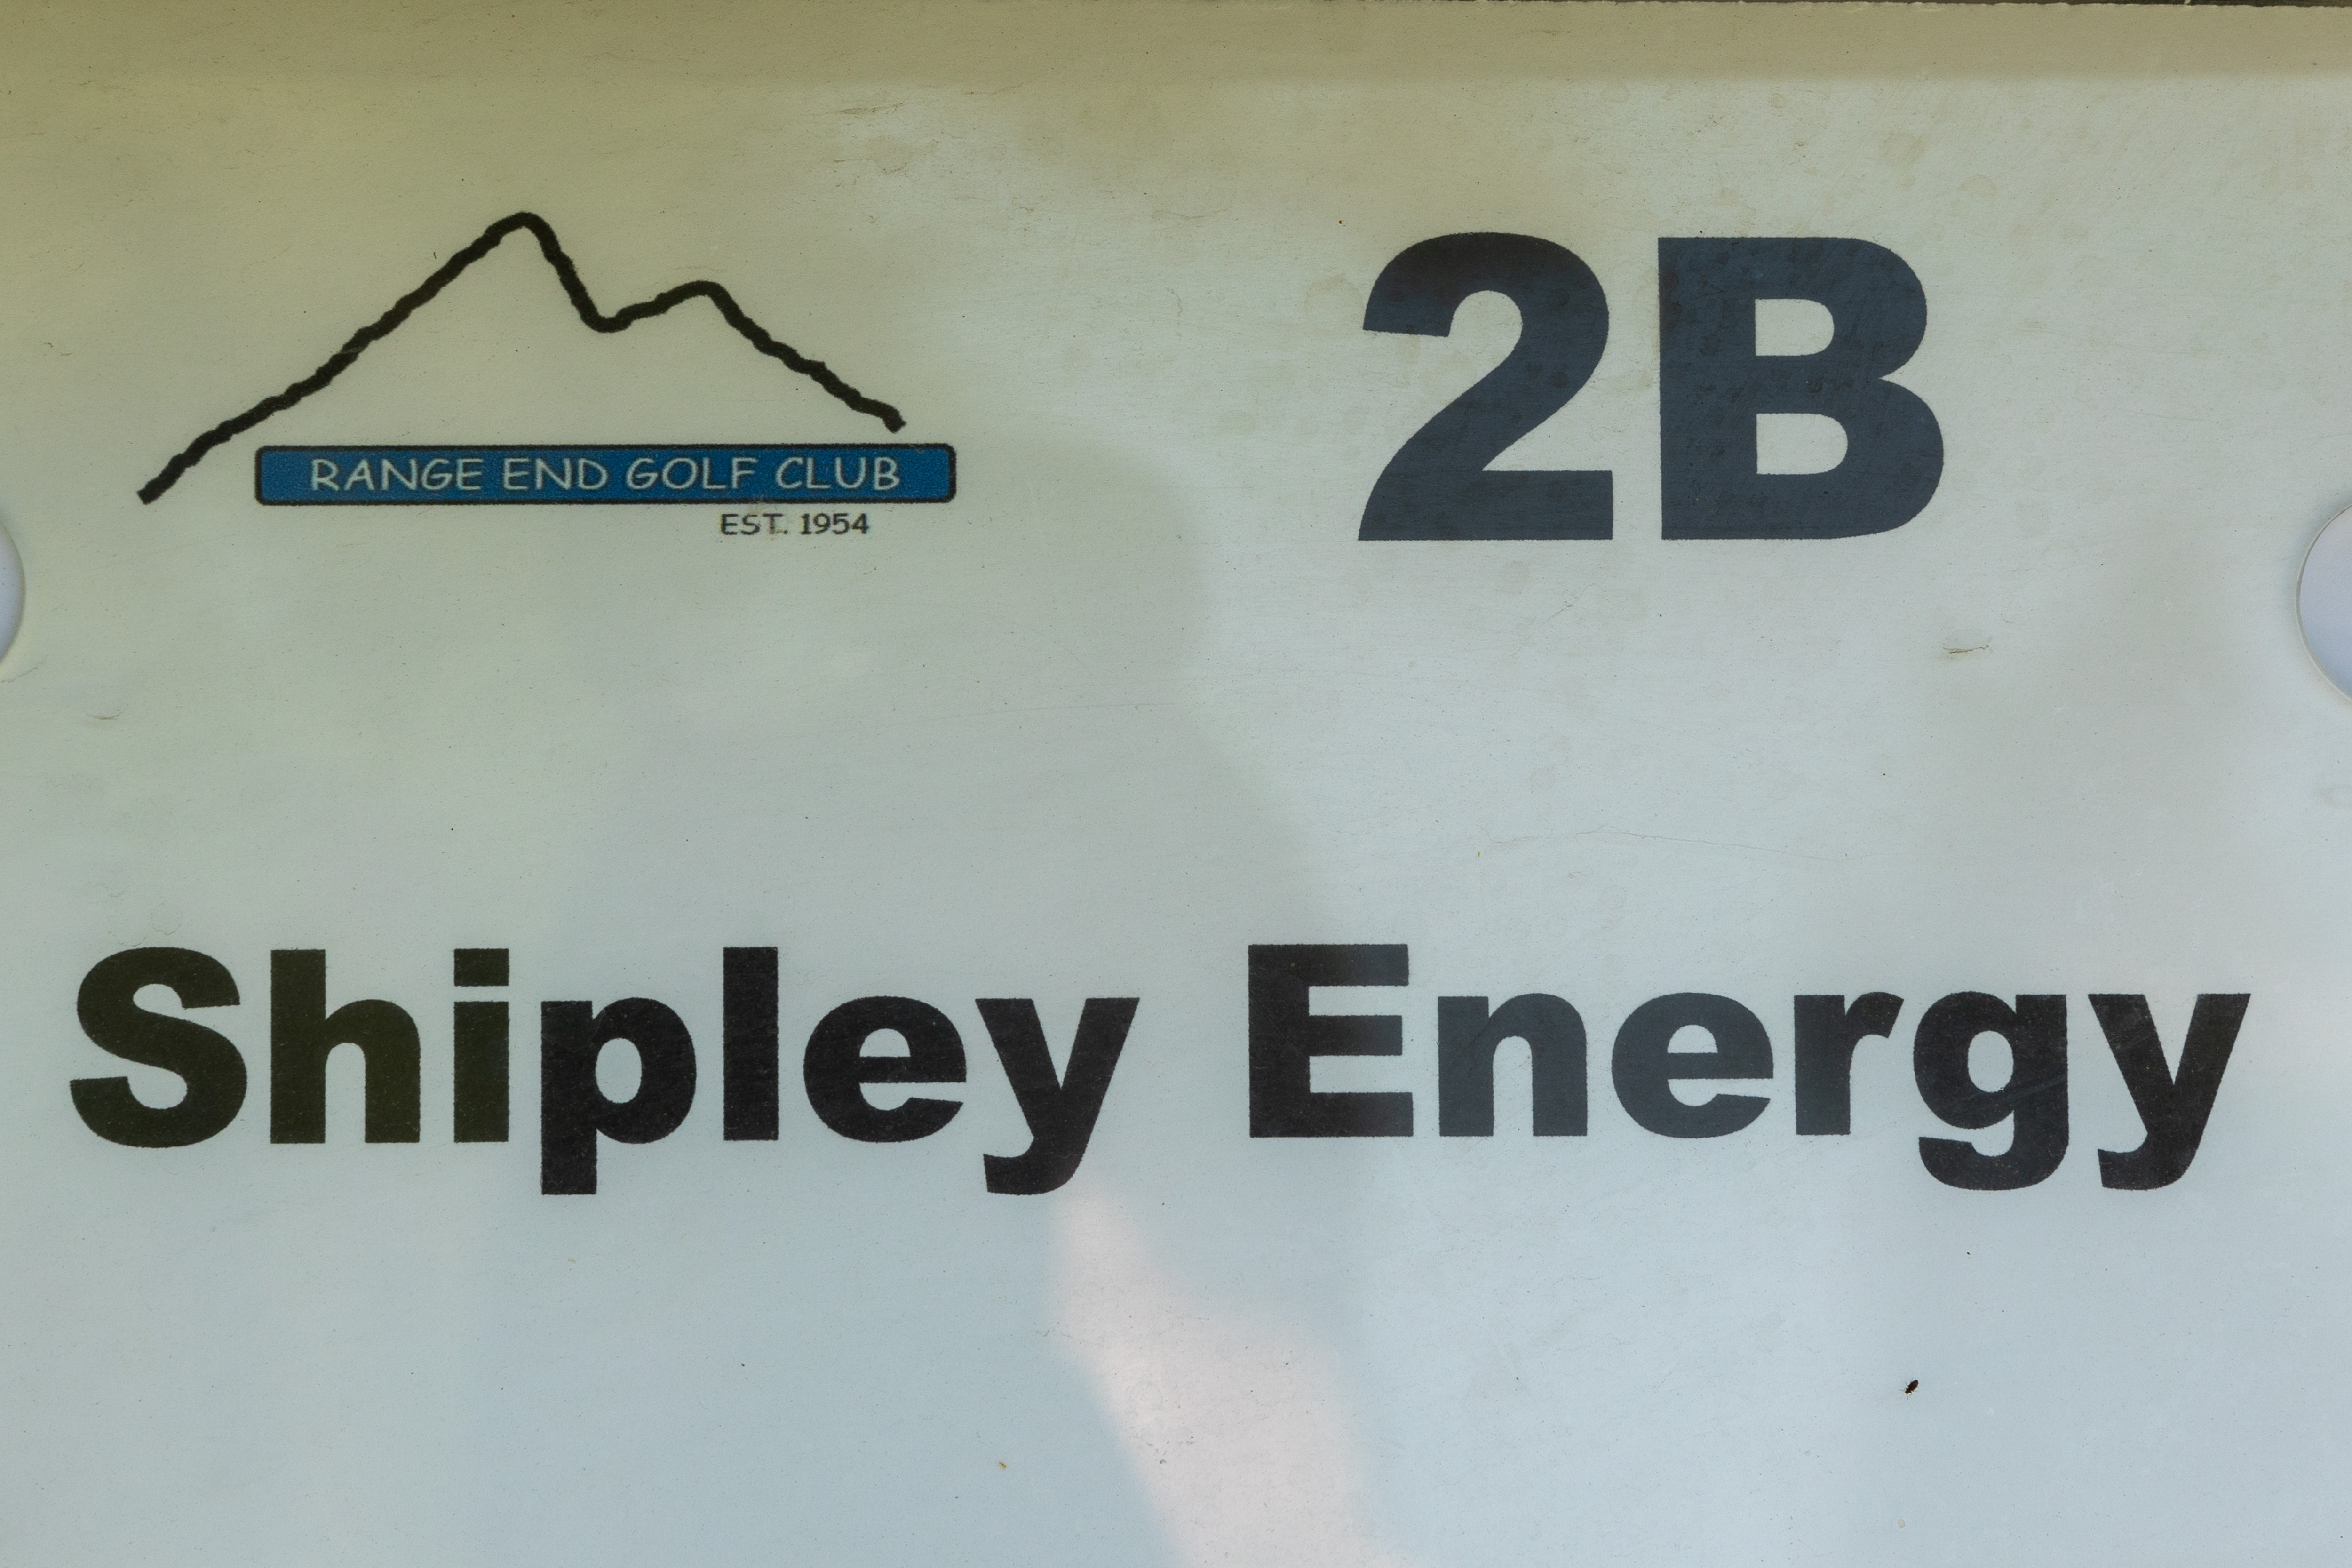 2B
RANGE END GOLF CLUB
EST. 1954
Shipley Energy